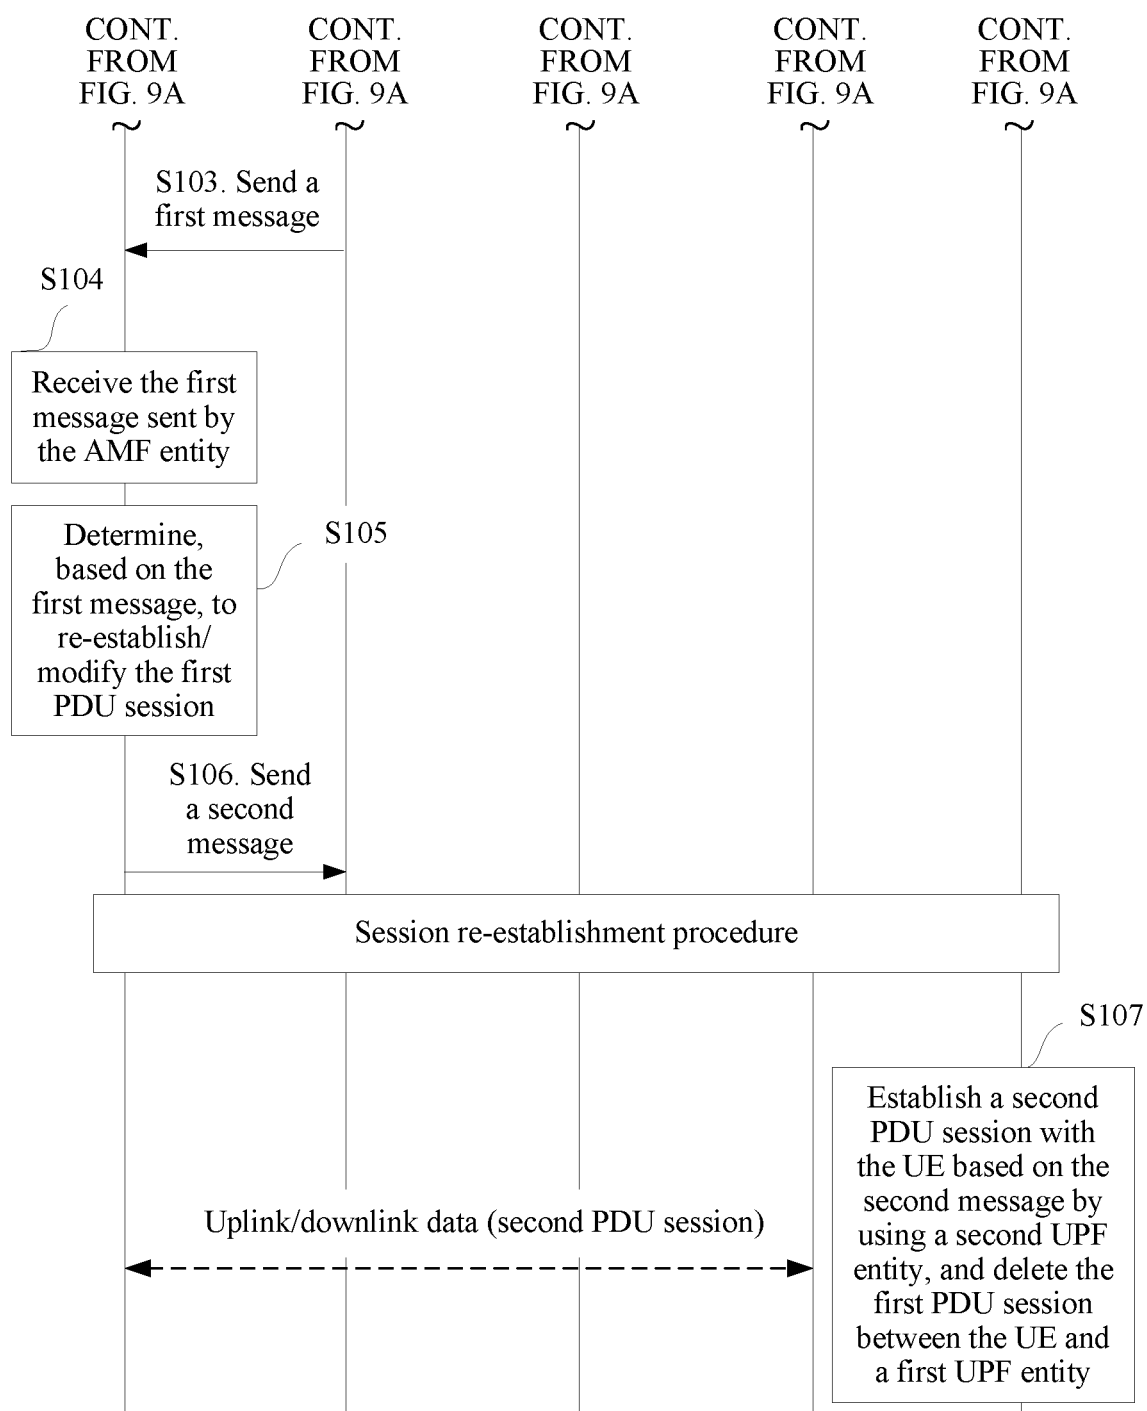 CONT.
FROM
FIG. 9A
CONT.
FROM
FIG. 9A
CONT.
FROM
FIG. 9A
CONT.
FROM
FIG. 9A
CONT.
FROM
FIG. 9A
S103. Send a
first message
S104
Receive the first
message sent by
the AMF entity
S105
Determine,
based on the
first message, to
re-establish/
modify the first
PDU session
S106. Send
a second
message
Session re-establishment procedure
S107
Establish a second
PDU session with
the UE based on the
second message by
using a second UPF
entity, and delete the
first PDU session
between the UE and
a first UPF entity
Uplink/downlink data (second PDU session)